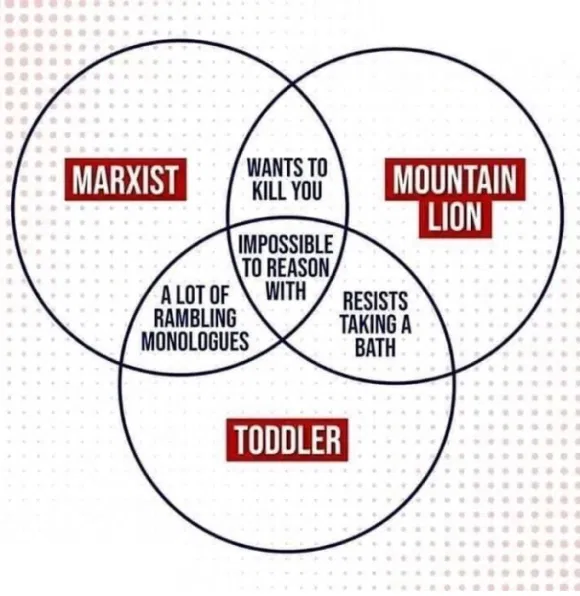 MARXIST
WANTS TO
KILL YOU
MOUNTAIN
LION
IMPOSSIBLE
TO REASON
WITH
A LOT OF
RAMBLING
MONOLOGUES
RESISTS
TAKING A
BATH
TODDLER